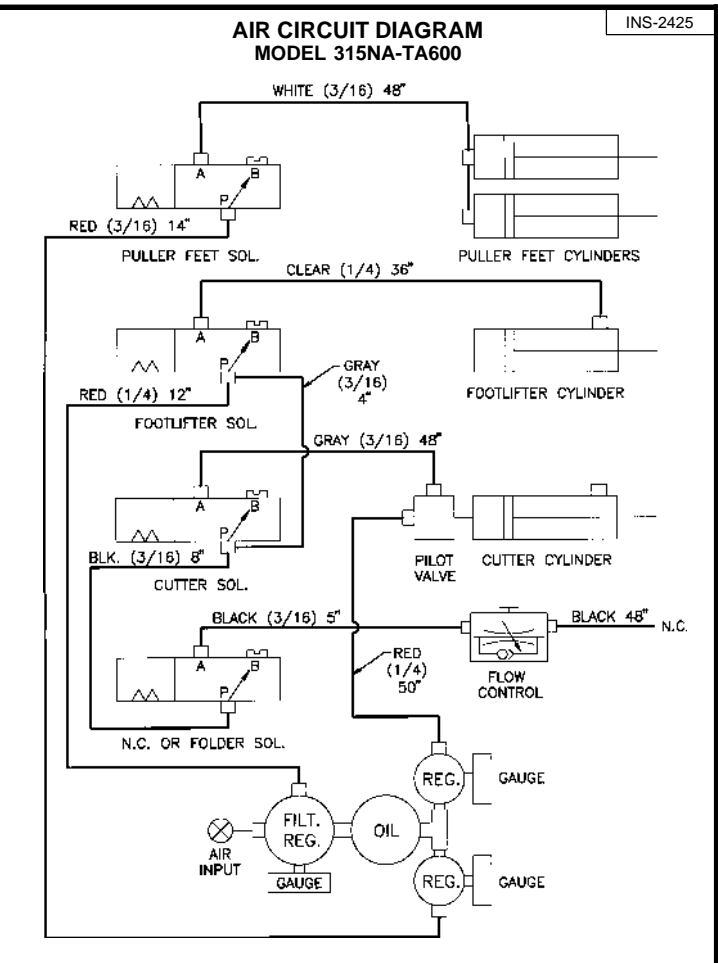 AIR CIRCUIT DIAGRAM
INS-2425
MODEL 315NA-TA600
WHITE (3/16) 48"
A
B
P
RED (3/16) 14"
PULLER FEET SOL.
PULLER FEET CYLINDERS
CLEAR (1/4) 36"
A
B
P
GRAY
(3/16)
4"
RED (1/4) 12"
FOOTLIFTER SOL.
FOOTLIFTER CYLINDER
GRAY (3/16) 48"
A
B
P
BLK. (3/16) 8"
CUTTER SOL.
PILOT
VALVE
CUTTER CYLINDER
BLACK (3/16) 5"
BLACK 48"
N.C.
A
B
P
RED
(1/4)
50"
FLOW
CONTROL
N.C. OR FOLDER SOL.
REG.
GAUGE
FILT.
REG.
OIL
AIR
INPUT
GAUGE
REG.
GAUGE